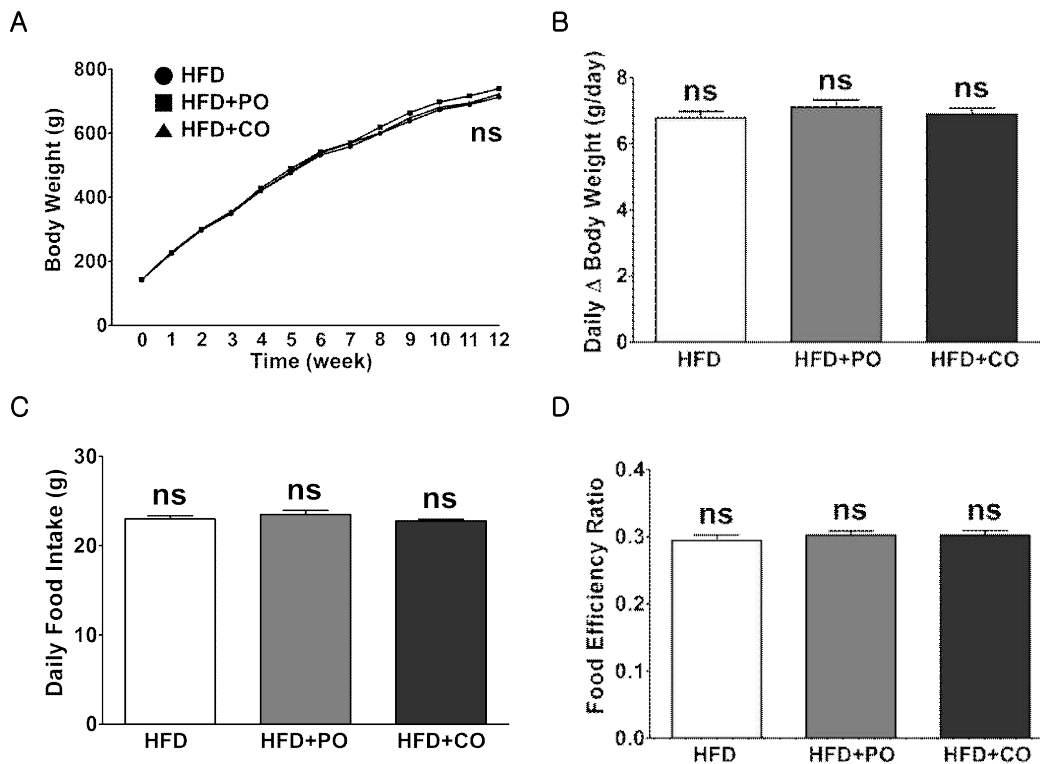 A
800
600
400
200
0
Body Weight (g)
HFD
HFD+PO
HFD+CO
ns
0 1 2 3 4 5 6 7 8 9 10 11 12
Time (week)
B
8
6
4
2
0
Daily Δ Body Weight (g/day)
ns ns ns
HFD HFD+PO HFD+CO
C
30
20
10
0
Daily Food Intake (g)
ns ns ns
HFD HFD+PO HFD+CO
D
0.4
0.3
0.2
0.1
0.0
Food Efficiency Ratio
ns ns ns
HFD HFD+PO HFD+CO